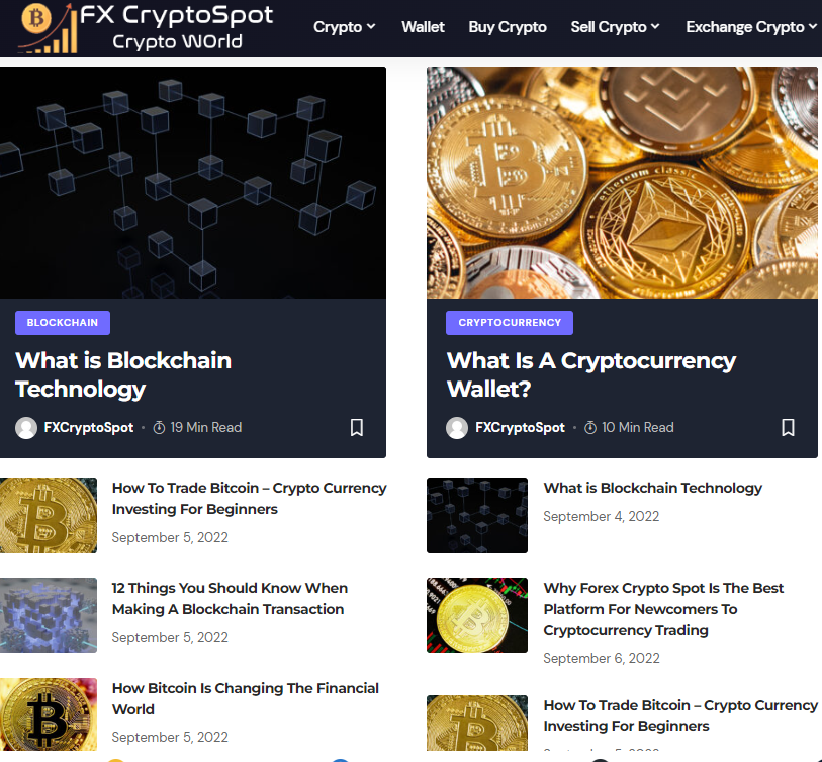 FX CryptoSpot
Crypto WOrld
Crypto
Wallet
Buy Crypto
Sell Crypto
Exchange Crypto
BLOCKCHAIN
What is Blockchain
Technology
FXCryptoSpot
19 Min Read
ethereum classic
CRYPTOCURRENCY
What Is A Cryptocurrency
Wallet?
FXCryptoSpot
10 Min Read
How To Trade Bitcoin – Crypto Currency
Investing For Beginners
September 5, 2022
12 Things You Should Know When
Making A Blockchain Transaction
September 5, 2022
How Bitcoin Is Changing The Financial
World
September 5, 2022
What is Blockchain Technology
September 4, 2022
Why Forex Crypto Spot Is The Best
Platform For Newcomers To
Cryptocurrency Trading
September 6, 2022
How To Trade Bitcoin – Crypto Currency
Investing For Beginners